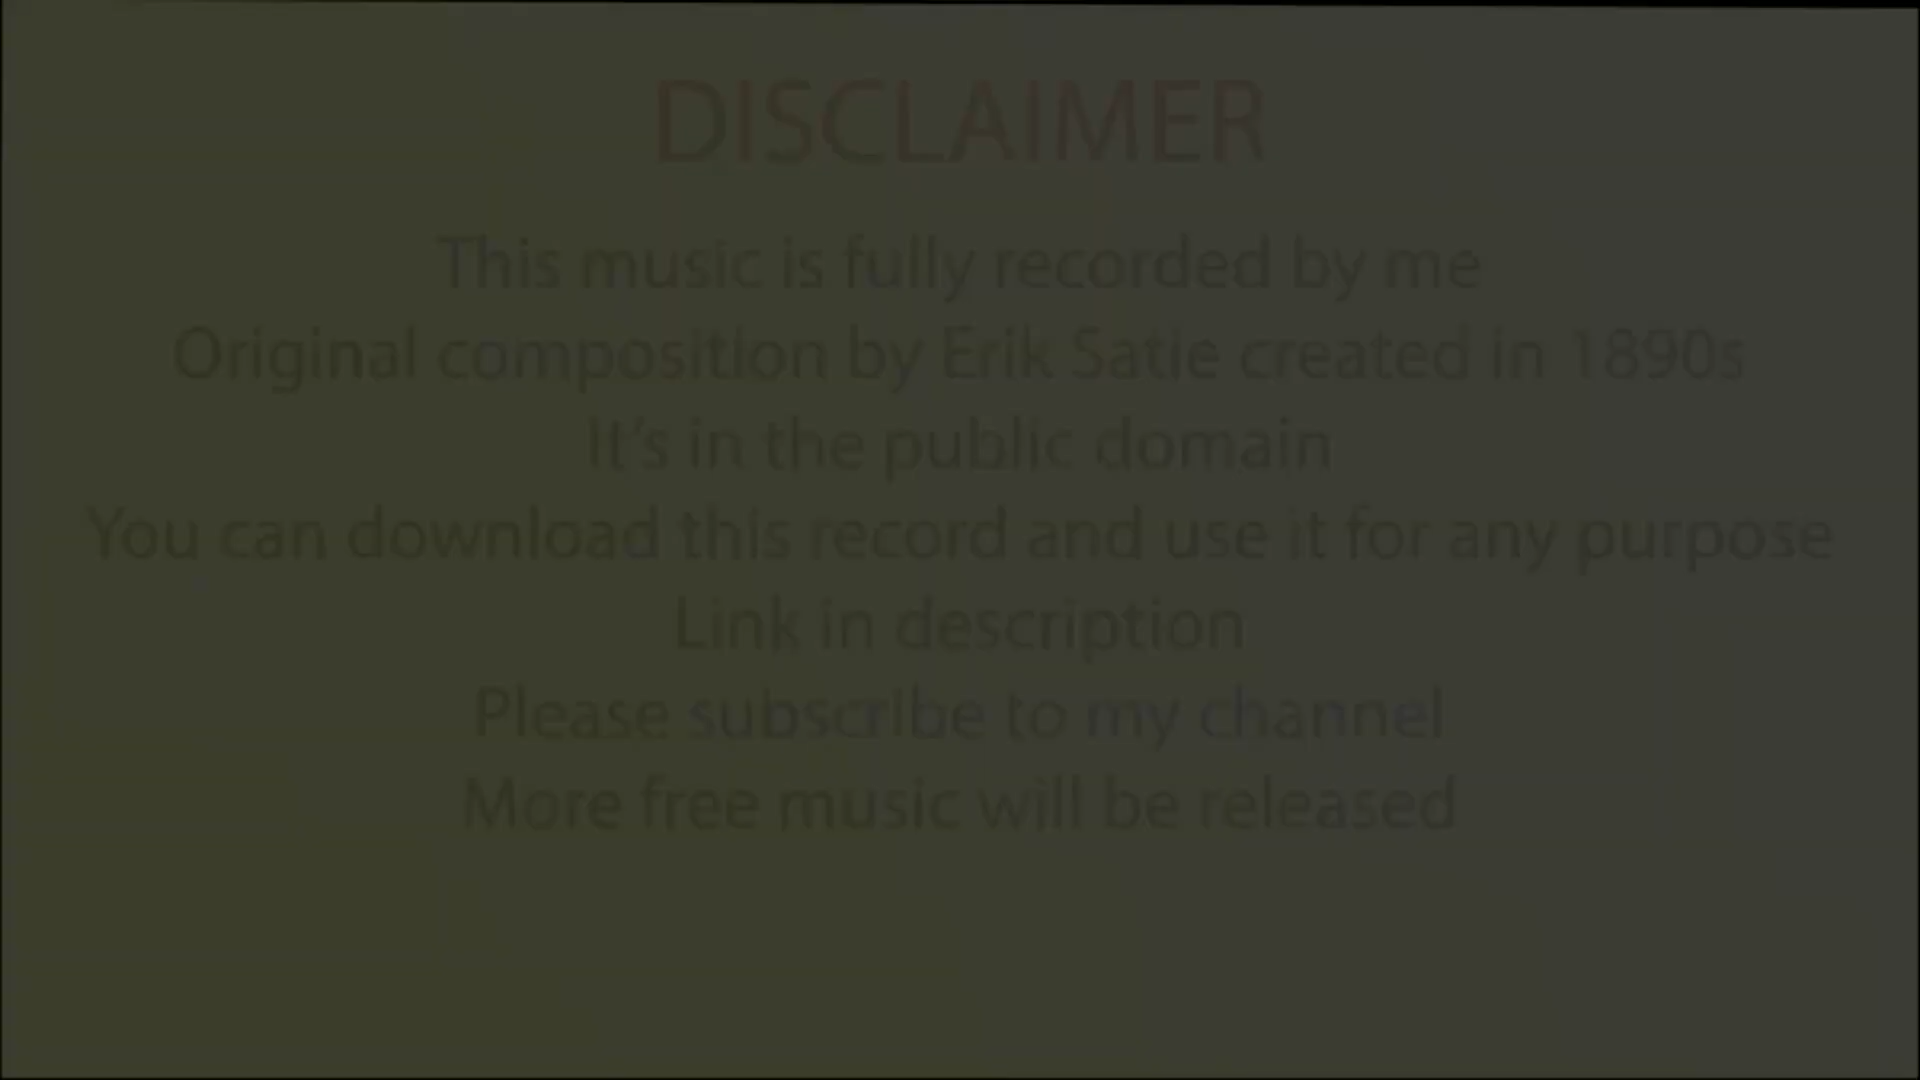 DISCLAIMER
This music is fully recorded by me
Original composition by Erik Satie created in 1890s
It's in the public domain
You can download this record and use it for any purpose
Link in description
Please subscribe to my channel
More free music will be released